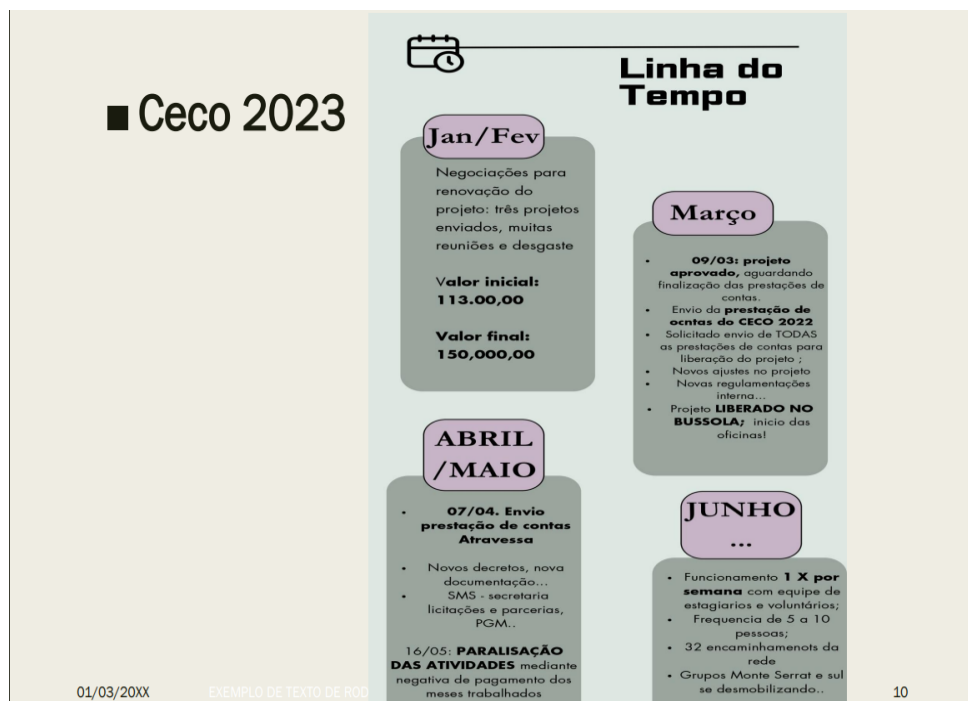 ■ Ceco 2023
Linha do
Tempo
Jan/Fev
Negociações para
renovação do
projeto: três projetos
enviados, muitas
reuniões e desgaste
Valor inicial:
113.00,00
Valor final:
150,000,00
Março
• 09/03: projeto
aprovado, aguardando
finalização das prestações de
contas.
• Envio da prestação de
ocntas do CECO 2022
• Solicitado envio de TODAS
as prestações de contas para
liberação do projeto ;
• Novos ajustes no projeto
• Novas regulamentações
interna...
• Projeto LIBERADO NO
BUSSOLA; inicio das
oficinas!
ABRIL
/MAIO
• 07/04. Envio
prestação de contas
Atravessa
• Novos decretos, nova
documentação...
• SMS - secretaria
licitações e parcerias,
PGM..
16/05: PARALISAÇÃO
DAS ATIVIDADES mediante
negativa de pagamento dos
meses trabalhados
JUNHO
...
• Funcionamento 1 X por
semana com equipe de
estagiarios e voluntários;
• Frequencia de 5 a 10
pessoas;
• 32 encaminhamenots da
rede
• Grupos Monte Serrat e sul
se desmobilizando..
01/03/20XX
EXEMPLO DE TEXTO DE ROD
10